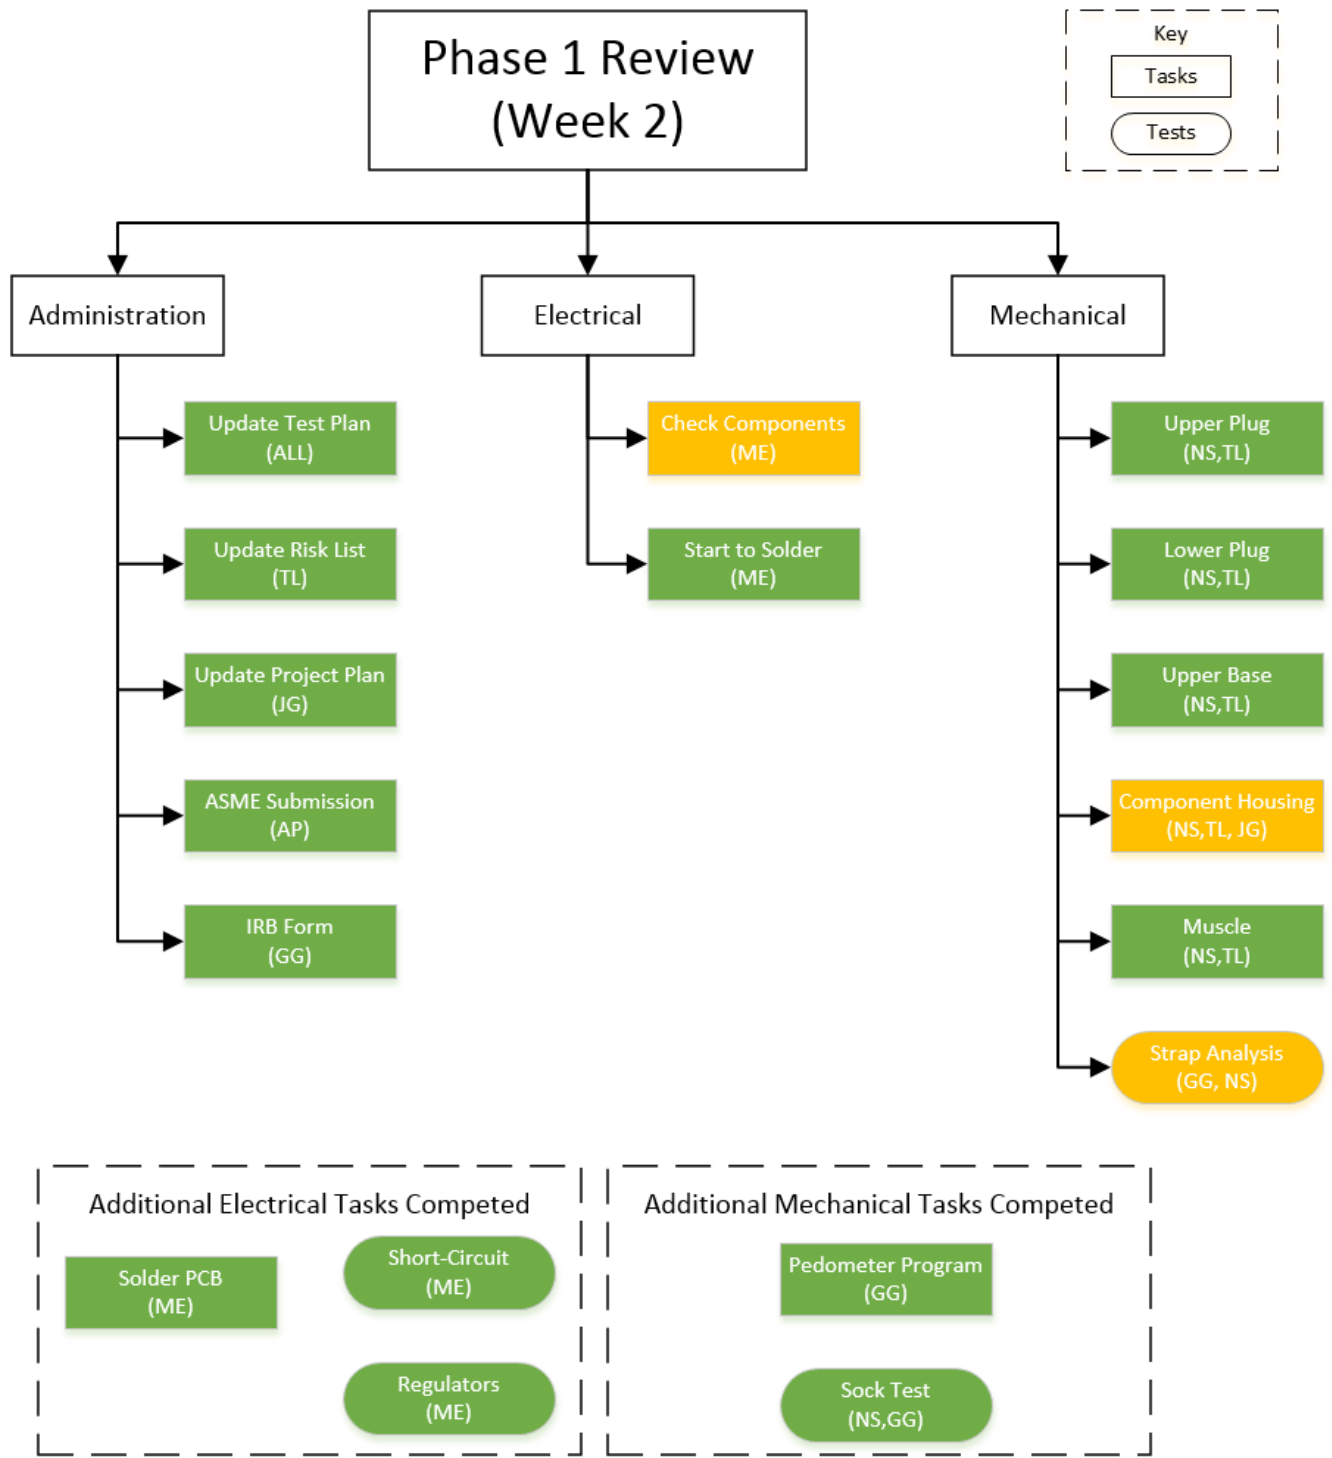 Phase 1 Review
(Week 2)
Key
Tasks
Tests
Administration
Electrical
Mechanical
Update Test Plan
(ALL)
Update Risk List
(TL)
Update Project Plan
(JG)
ASME Submission
(AP)
IRB Form
(GG)
Check Components
(ME)
Start to Solder
(ME)
Upper Plug
(NS,TL)
Lower Plug
(NS,TL)
Upper Base
(NS,TL)
Component Housing
(NS,TL, JG)
Muscle
(NS,TL)
Strap Analysis
(GG, NS)
Additional Electrical Tasks Competed
Solder PCB
(ME)
Short-Circuit
(ME)
Regulators
(ME)
Additional Mechanical Tasks Competed
Pedometer Program
(GG)
Sock Test
(NS,GG)